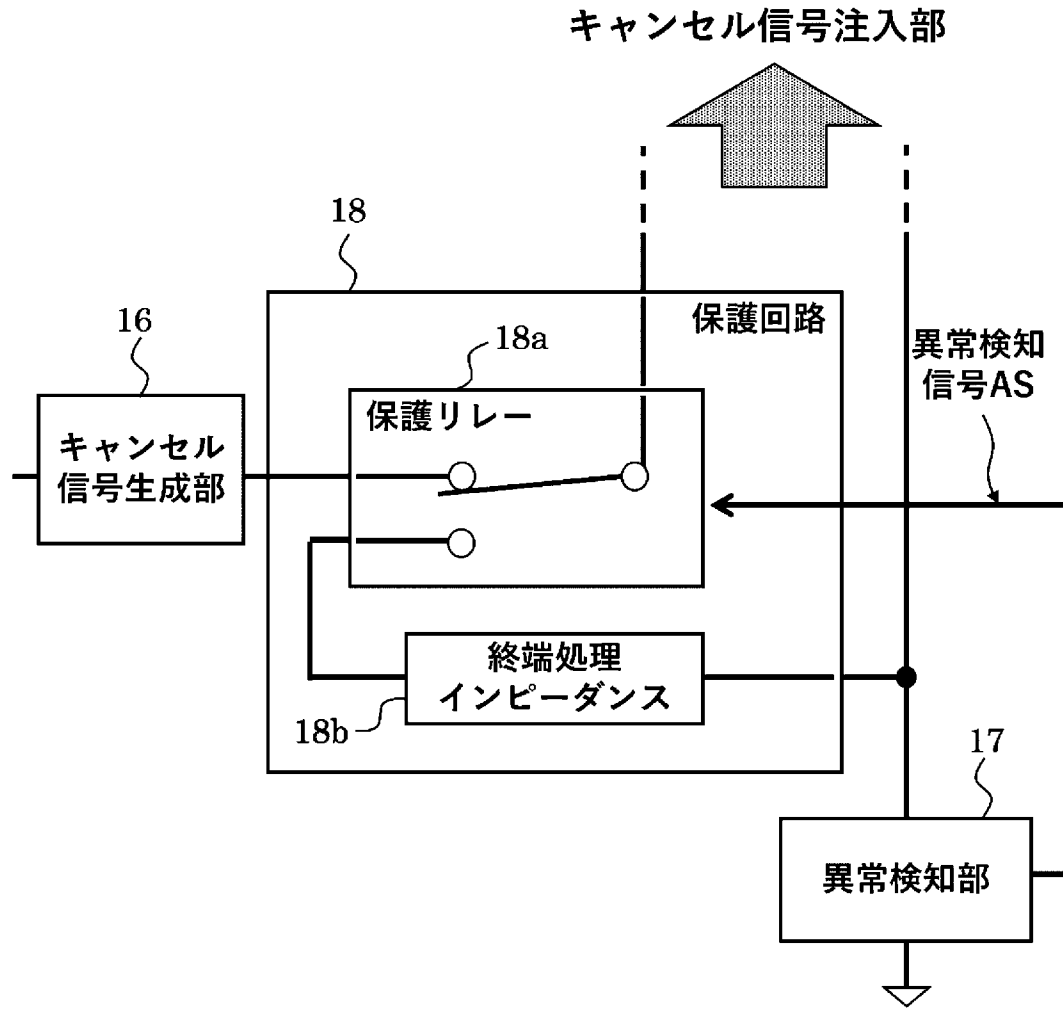 キャンセル信号注入部
18
保護回路
16
18a
異常検知
信号AS
保護リレー
キャンセル
信号生成部
終端処理
インピーダンス
18b
17
異常検知部